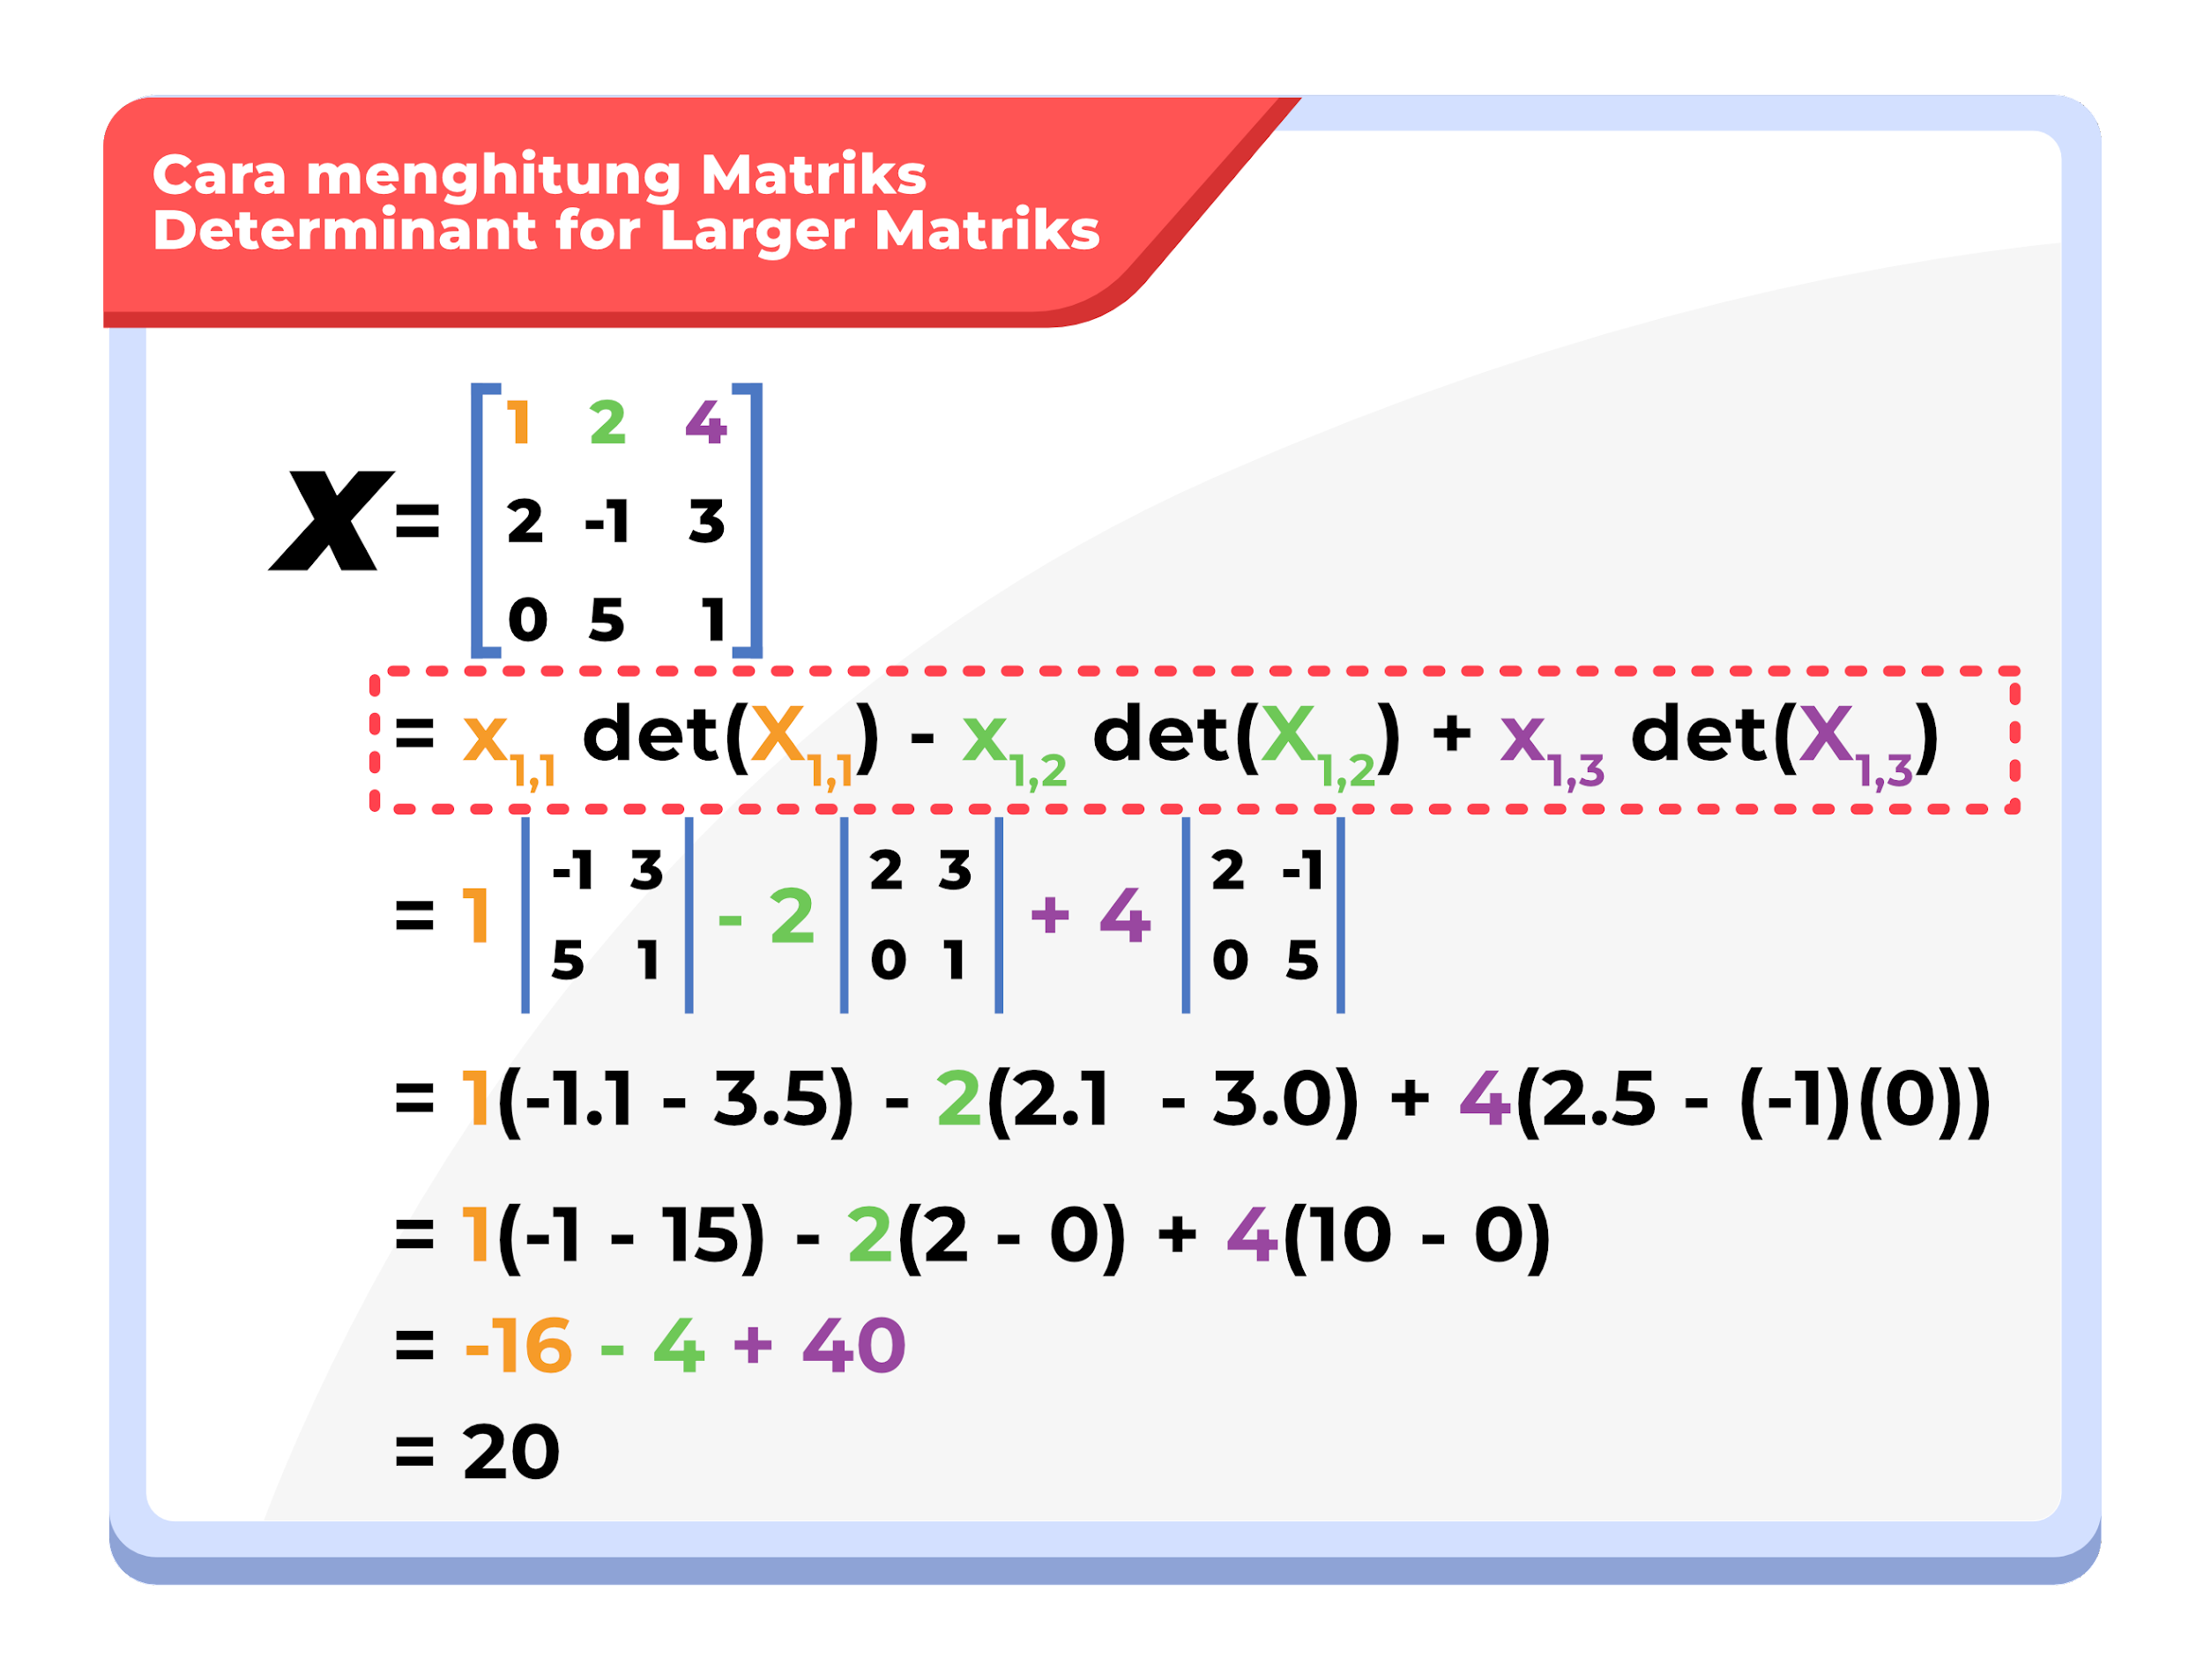 Cara menghitung Matriks
Determinant for Larger Matriks
1 2 4
X = 2 -1 3
0 5 1
= x1,1 det(X1,1) - x1,2 det(X1,2) + x1,3 det(X1,3)
= 1 | -1 3 | - 2 | 2 3 | + 4 | 2 -1 |
| 5 1 | | 0 1 | | 0 5 |
= 1(-1.1 - 3.5) - 2(2.1 - 3.0) + 4(2.5 - (-1)(0))
= 1(-1 - 15) - 2(2 - 0) + 4(10 - 0)
= -16 - 4 + 40
= 20